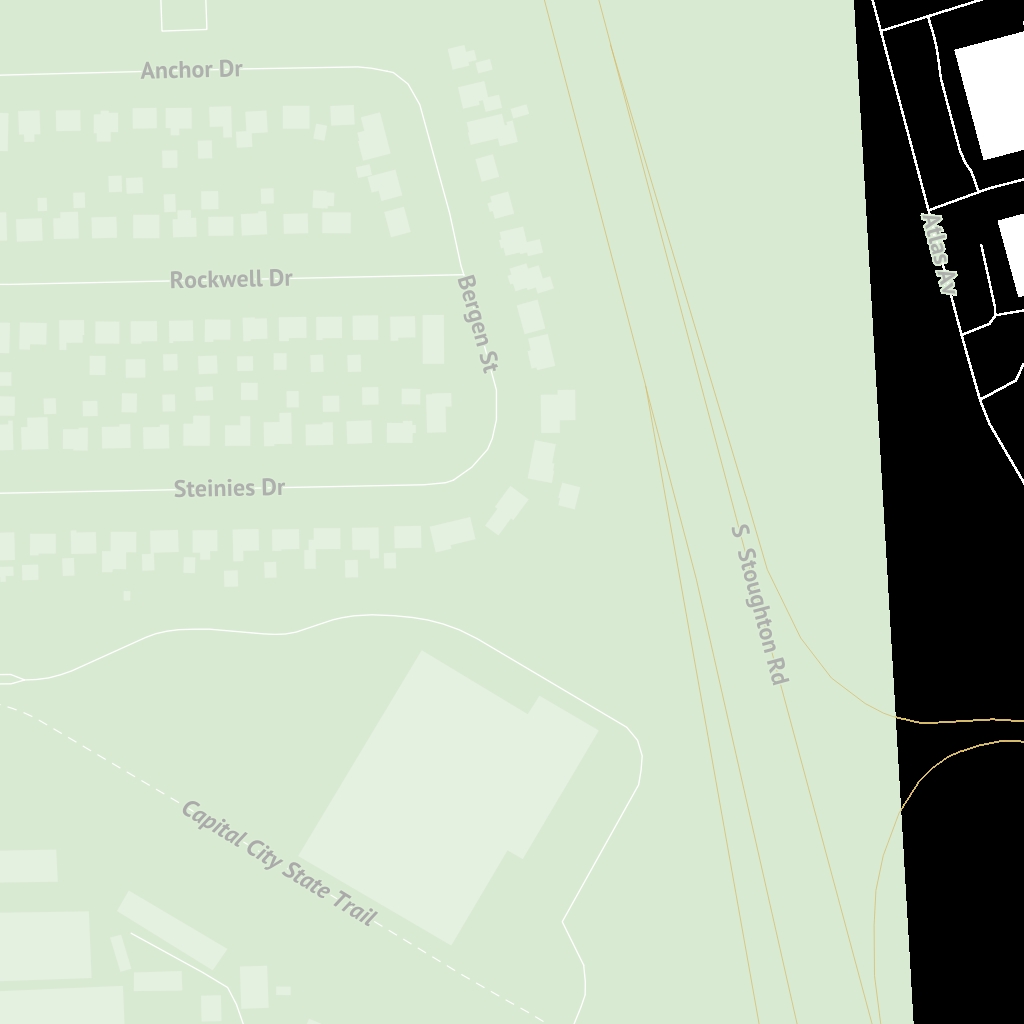 Anchor Dr
Atlas Av
Rockwell Dr
Bergen St
Steinies Dr
S Stoughton Rd
Capital City State Trail